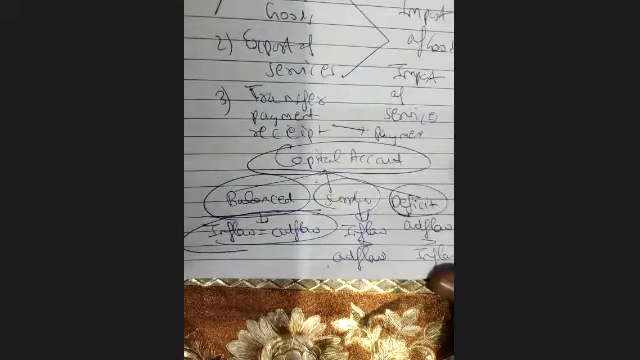 Goods Import
2) Export of of Goods
services Import
3) Transfer of
payment service
receipt → payment
Capital Account
Balanced Deficit
Inflow = outflow Inflow outflow
outflow Inflow